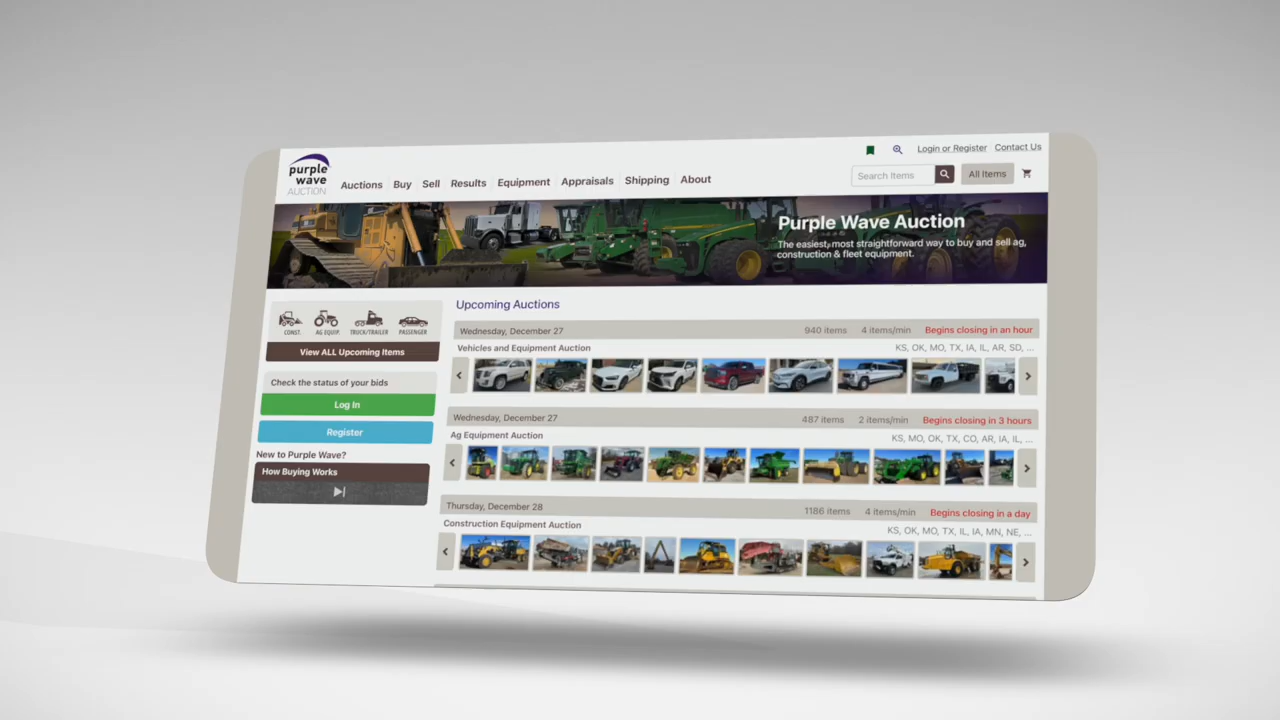 Login or Register Contact Us
purple
wave
AUCTION
Auctions Buy Sell Results Equipment Appraisals Shipping About
Search Items
All Items
Purple Wave Auction
The easiest, most straightforward way to buy and sell ag,
construction & fleet equipment.
CONST. AG EQUIP. TRUCK/TRAILER PASSENGER
View ALL Upcoming Items
Check the status of your bids
Log In
Register
New to Purple Wave?
How Buying Works
Upcoming Auctions
Wednesday, December 27 940 items 4 items/min Begins closing in an hour
Vehicles and Equipment Auction KS, OK, MO, TX, IA, IL, AR, SD, ...
Wednesday, December 27 487 items 2 items/min Begins closing in 3 hours
Ag Equipment Auction KS, MO, OK, TX, CO, AR, IA, IL, ...
Thursday, December 28 1186 items 4 items/min Begins closing in a day
Construction Equipment Auction KS, OK, MO, TX, IL, IA, MN, NE, ...